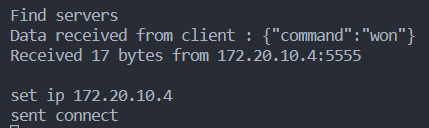 Find servers
Data received from client : {"command":"won"}
Received 17 bytes from 172.20.10.4:5555

set ip 172.20.10.4
sent connect